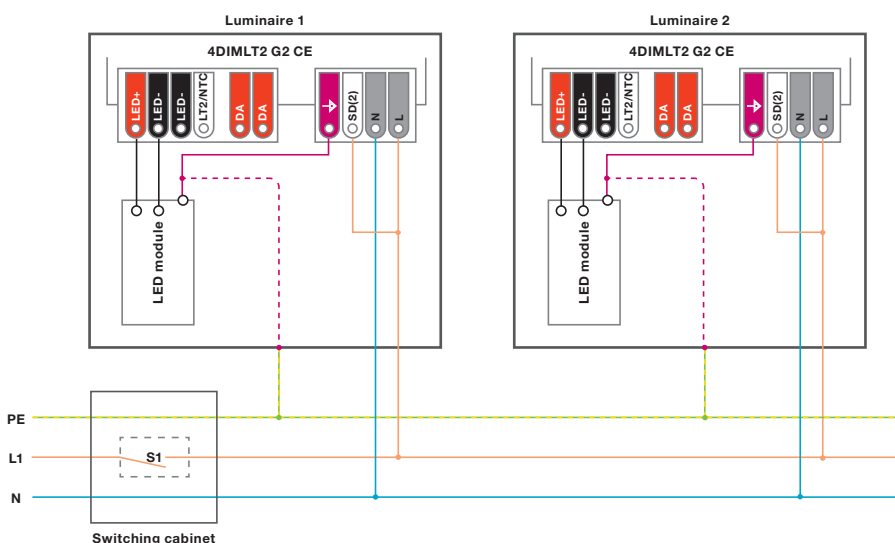 Luminaire 1
4DIMLT2 G2 CE
LED+
LED-
LED-
LT2/NTC
DA
DA
SD(2)
N
L
LED module
Luminaire 2
4DIMLT2 G2 CE
LED+
LED-
LED-
LT2/NTC
DA
DA
SD(2)
N
L
LED module
PE
L1
S1
N
Switching cabinet